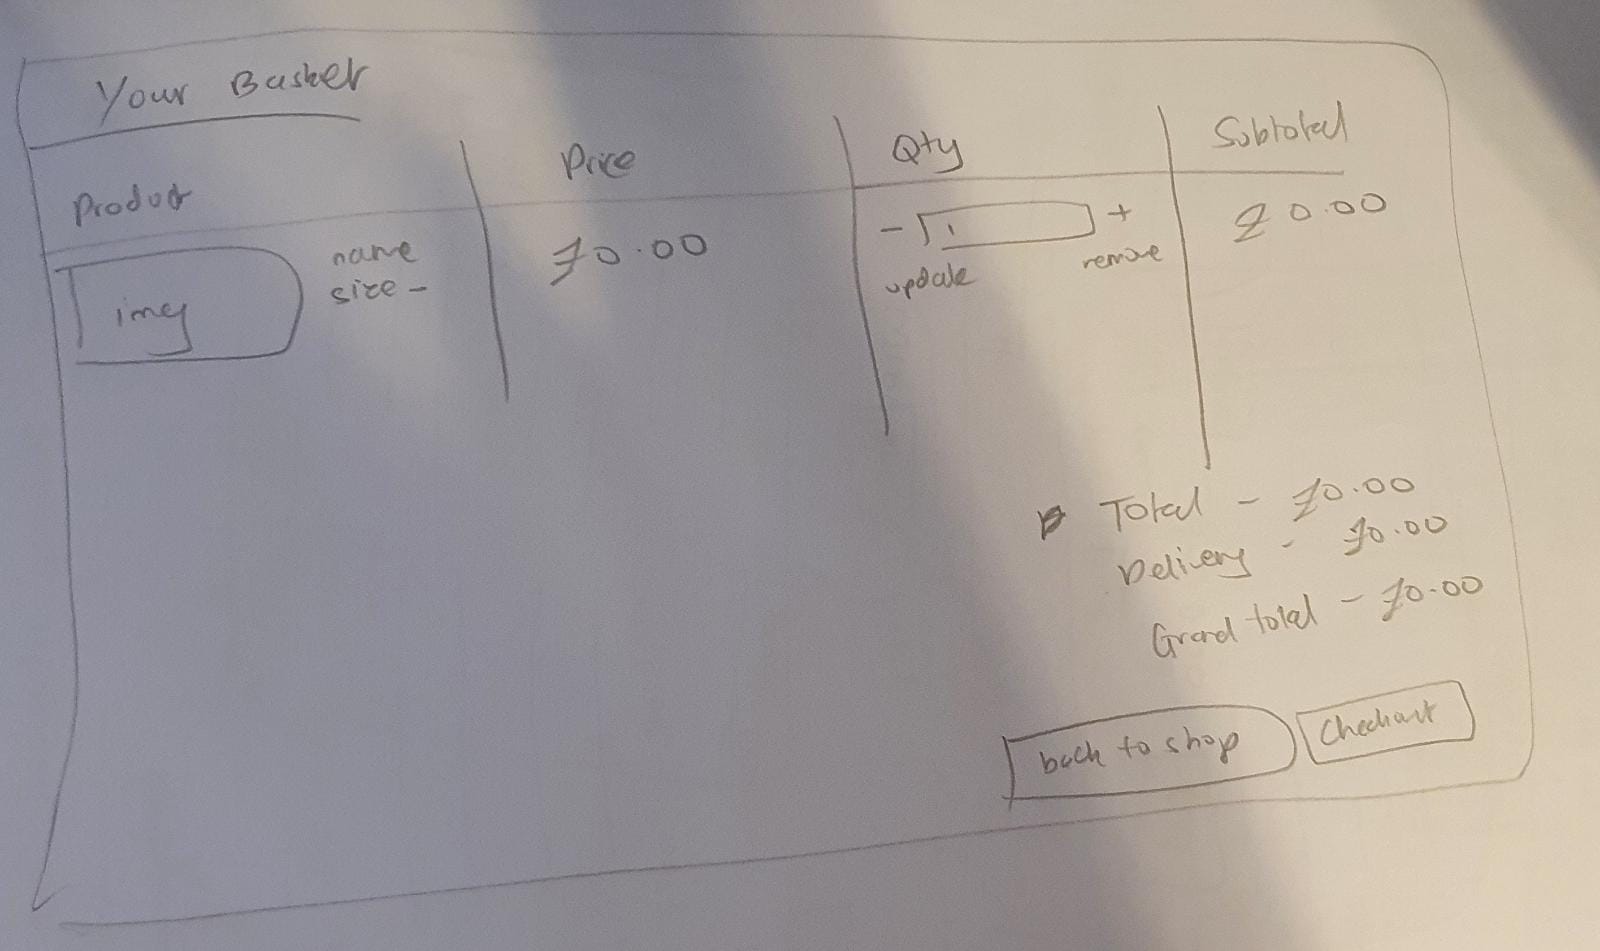 Your Basket
Product Price Qty Subtotal
img name £0.00 - 1 + £0.00
size - update remove
Total - £0.00
Delivery - £0.00
Grand total - £0.00
back to shop Checkout